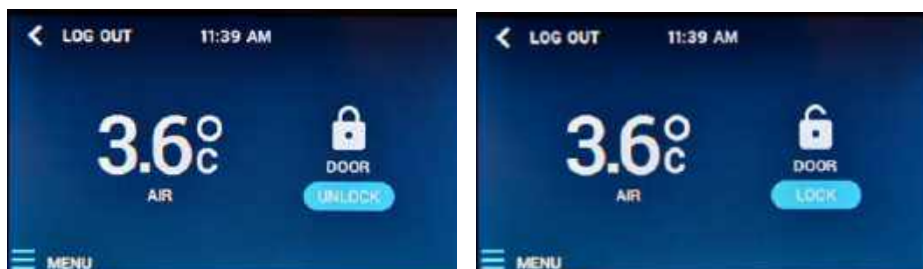 LOG OUT 11:39 AM
3.6°C
AIR
DOOR
UNLOCK
MENU
LOG OUT 11:39 AM
3.6°C
AIR
DOOR
LOCK
MENU